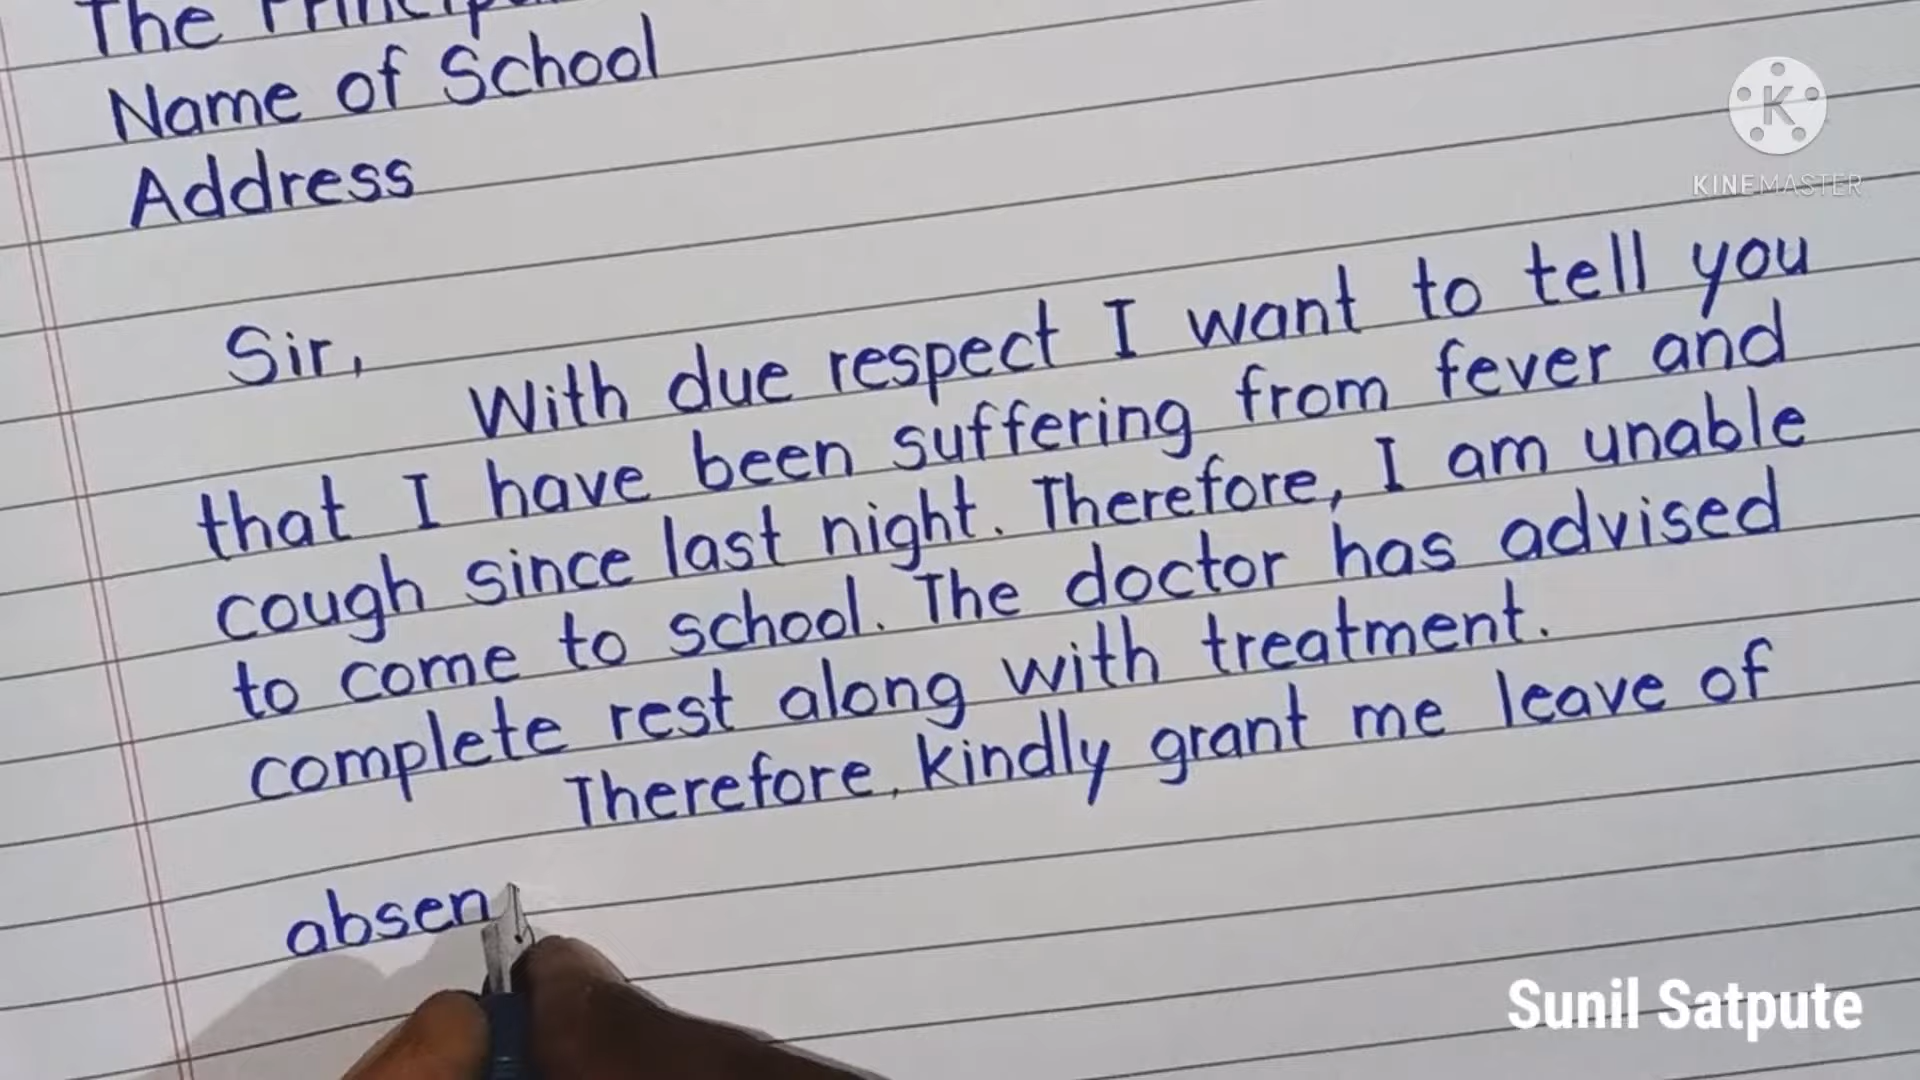 The Principal
Name of School
Address
Sir,
With due respect I want to tell you
that I have been suffering from fever and
cough since last night. Therefore, I am unable
to come to school. The doctor has advised
complete rest along with treatment.
Therefore, kindly grant me leave of
absen
KINEMASTER
Sunil Satpute